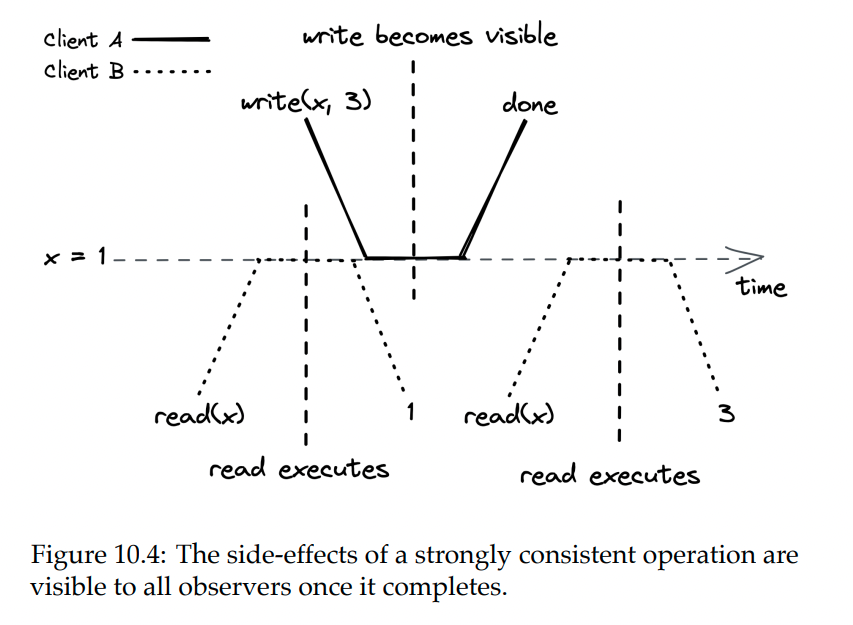 client A
client B
write becomes visible
write(x, 3)
done
x = 1
time
read(x)
1
read(x)
3
read executes
read executes
Figure 10.4: The side-effects of a strongly consistent operation are
visible to all observers once it completes.